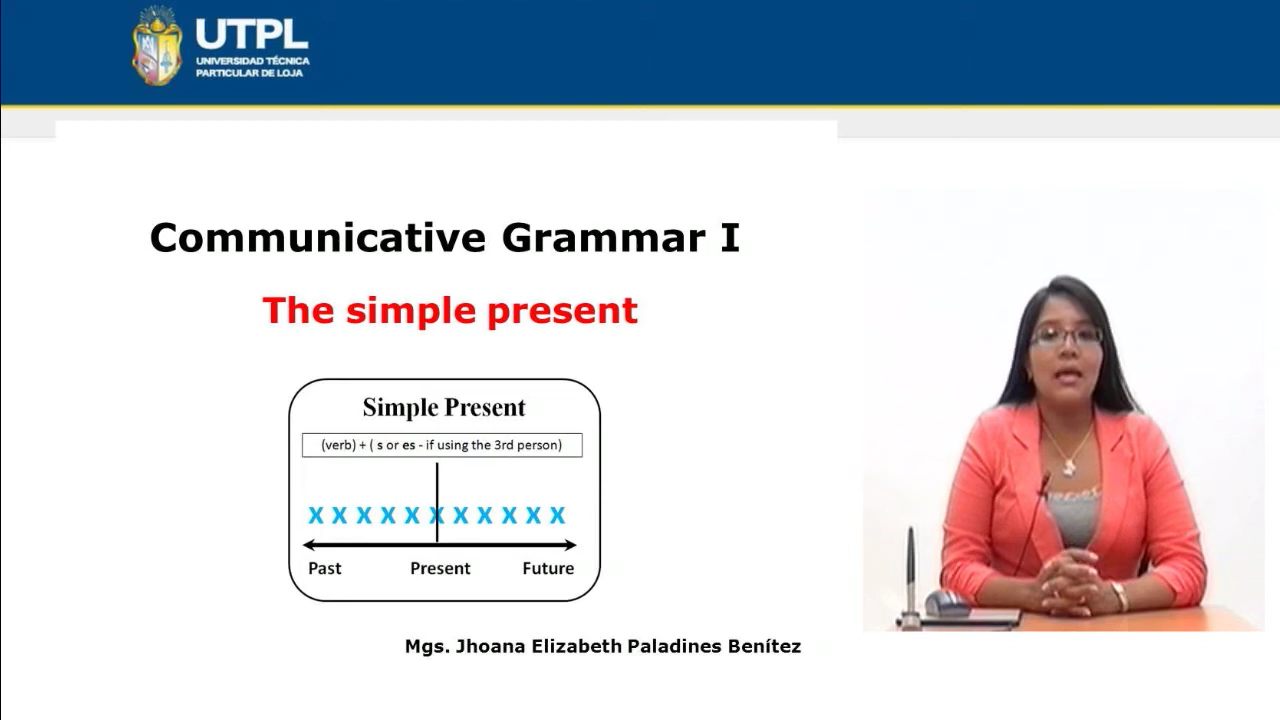 UTPL
UNIVERSIDAD TÉCNICA
PARTICULAR DE LOJA
Communicative Grammar I
The simple present
Simple Present
(verb) + ( s or es - if using the 3rd person)
X X X X X X X X X X X
Past Present Future
Mgs. Jhoana Elizabeth Paladines Benítez